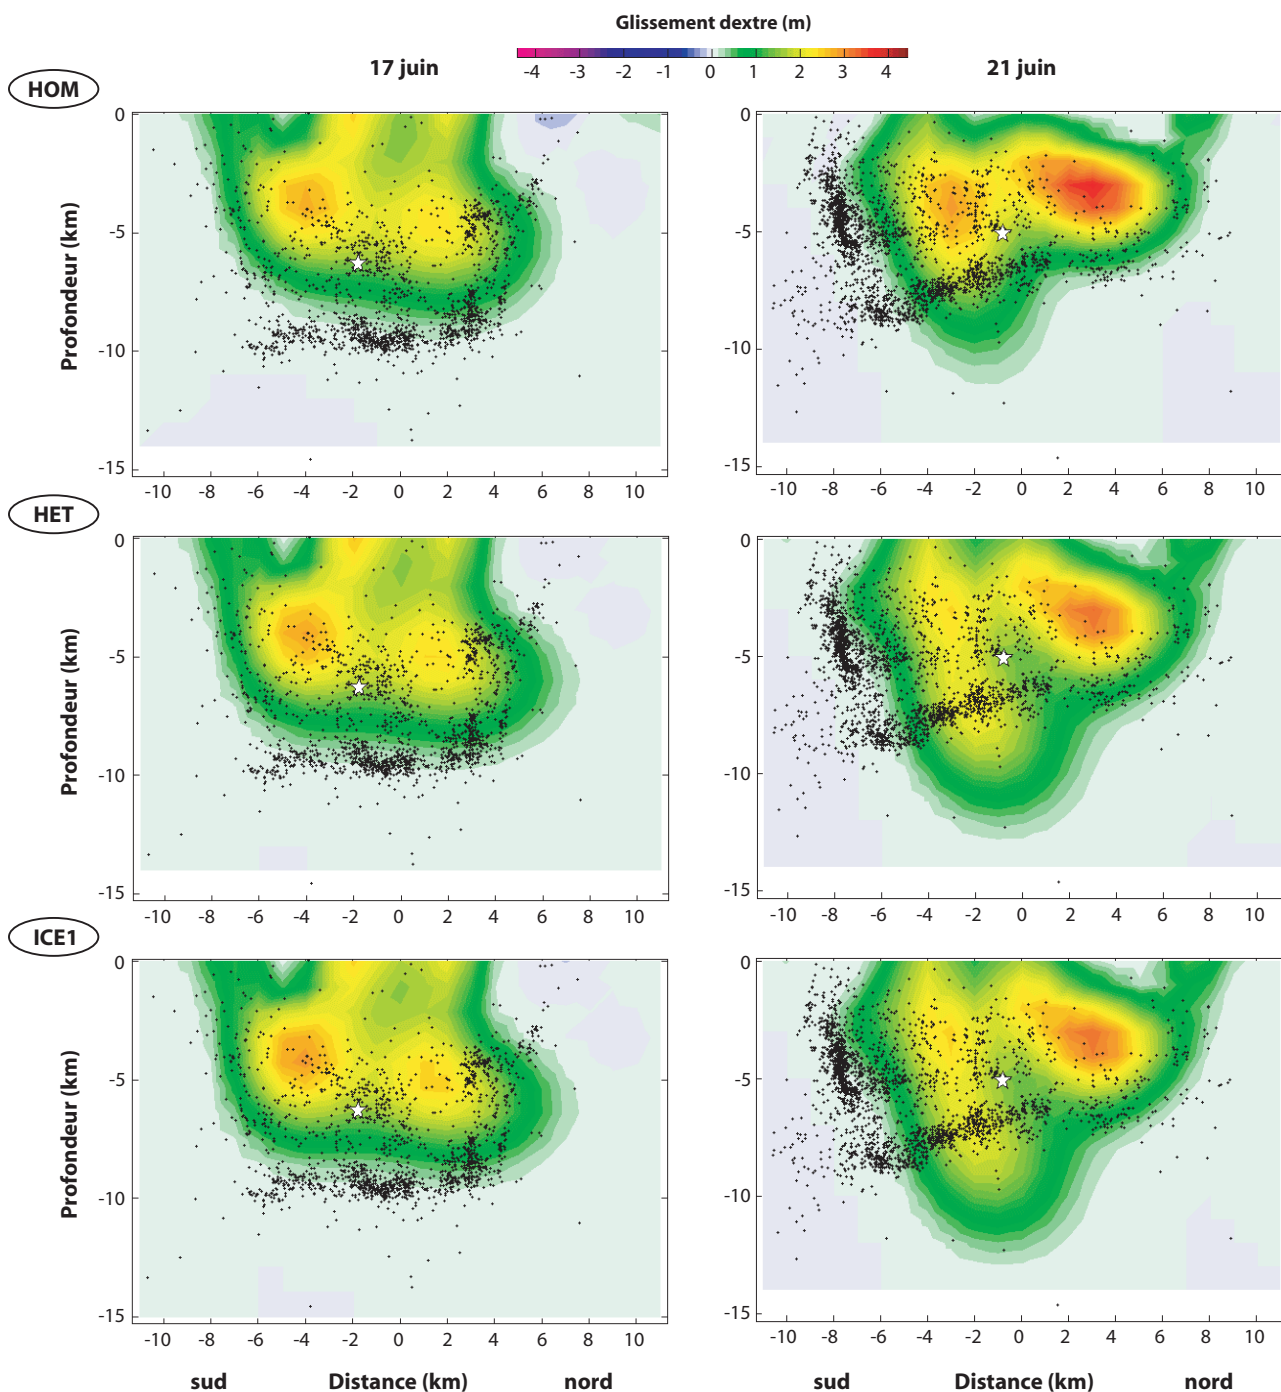 Glissement dextre (m)
17 juin
-4 -3 -2 -1 0 1 2 3 4
21 juin
HOM
Profondeur (km)
0
-5
-10
-15
-10 -8 -6 -4 -2 0 2 4 6 8 10
0
-5
-10
-15
-10 -8 -6 -4 -2 0 2 4 6 8 10
HET
Profondeur (km)
0
-5
-10
-15
-10 -8 -6 -4 -2 0 2 4 6 8 10
0
-5
-10
-15
-10 -8 -6 -4 -2 0 2 4 6 8 10
ICE1
Profondeur (km)
0
-5
-10
-15
-10 -8 -6 -4 -2 0 2 4 6 8 10
0
-5
-10
-15
-10 -8 -6 -4 -2 0 2 4 6 8 10
sud Distance (km) nord
sud Distance (km) nord